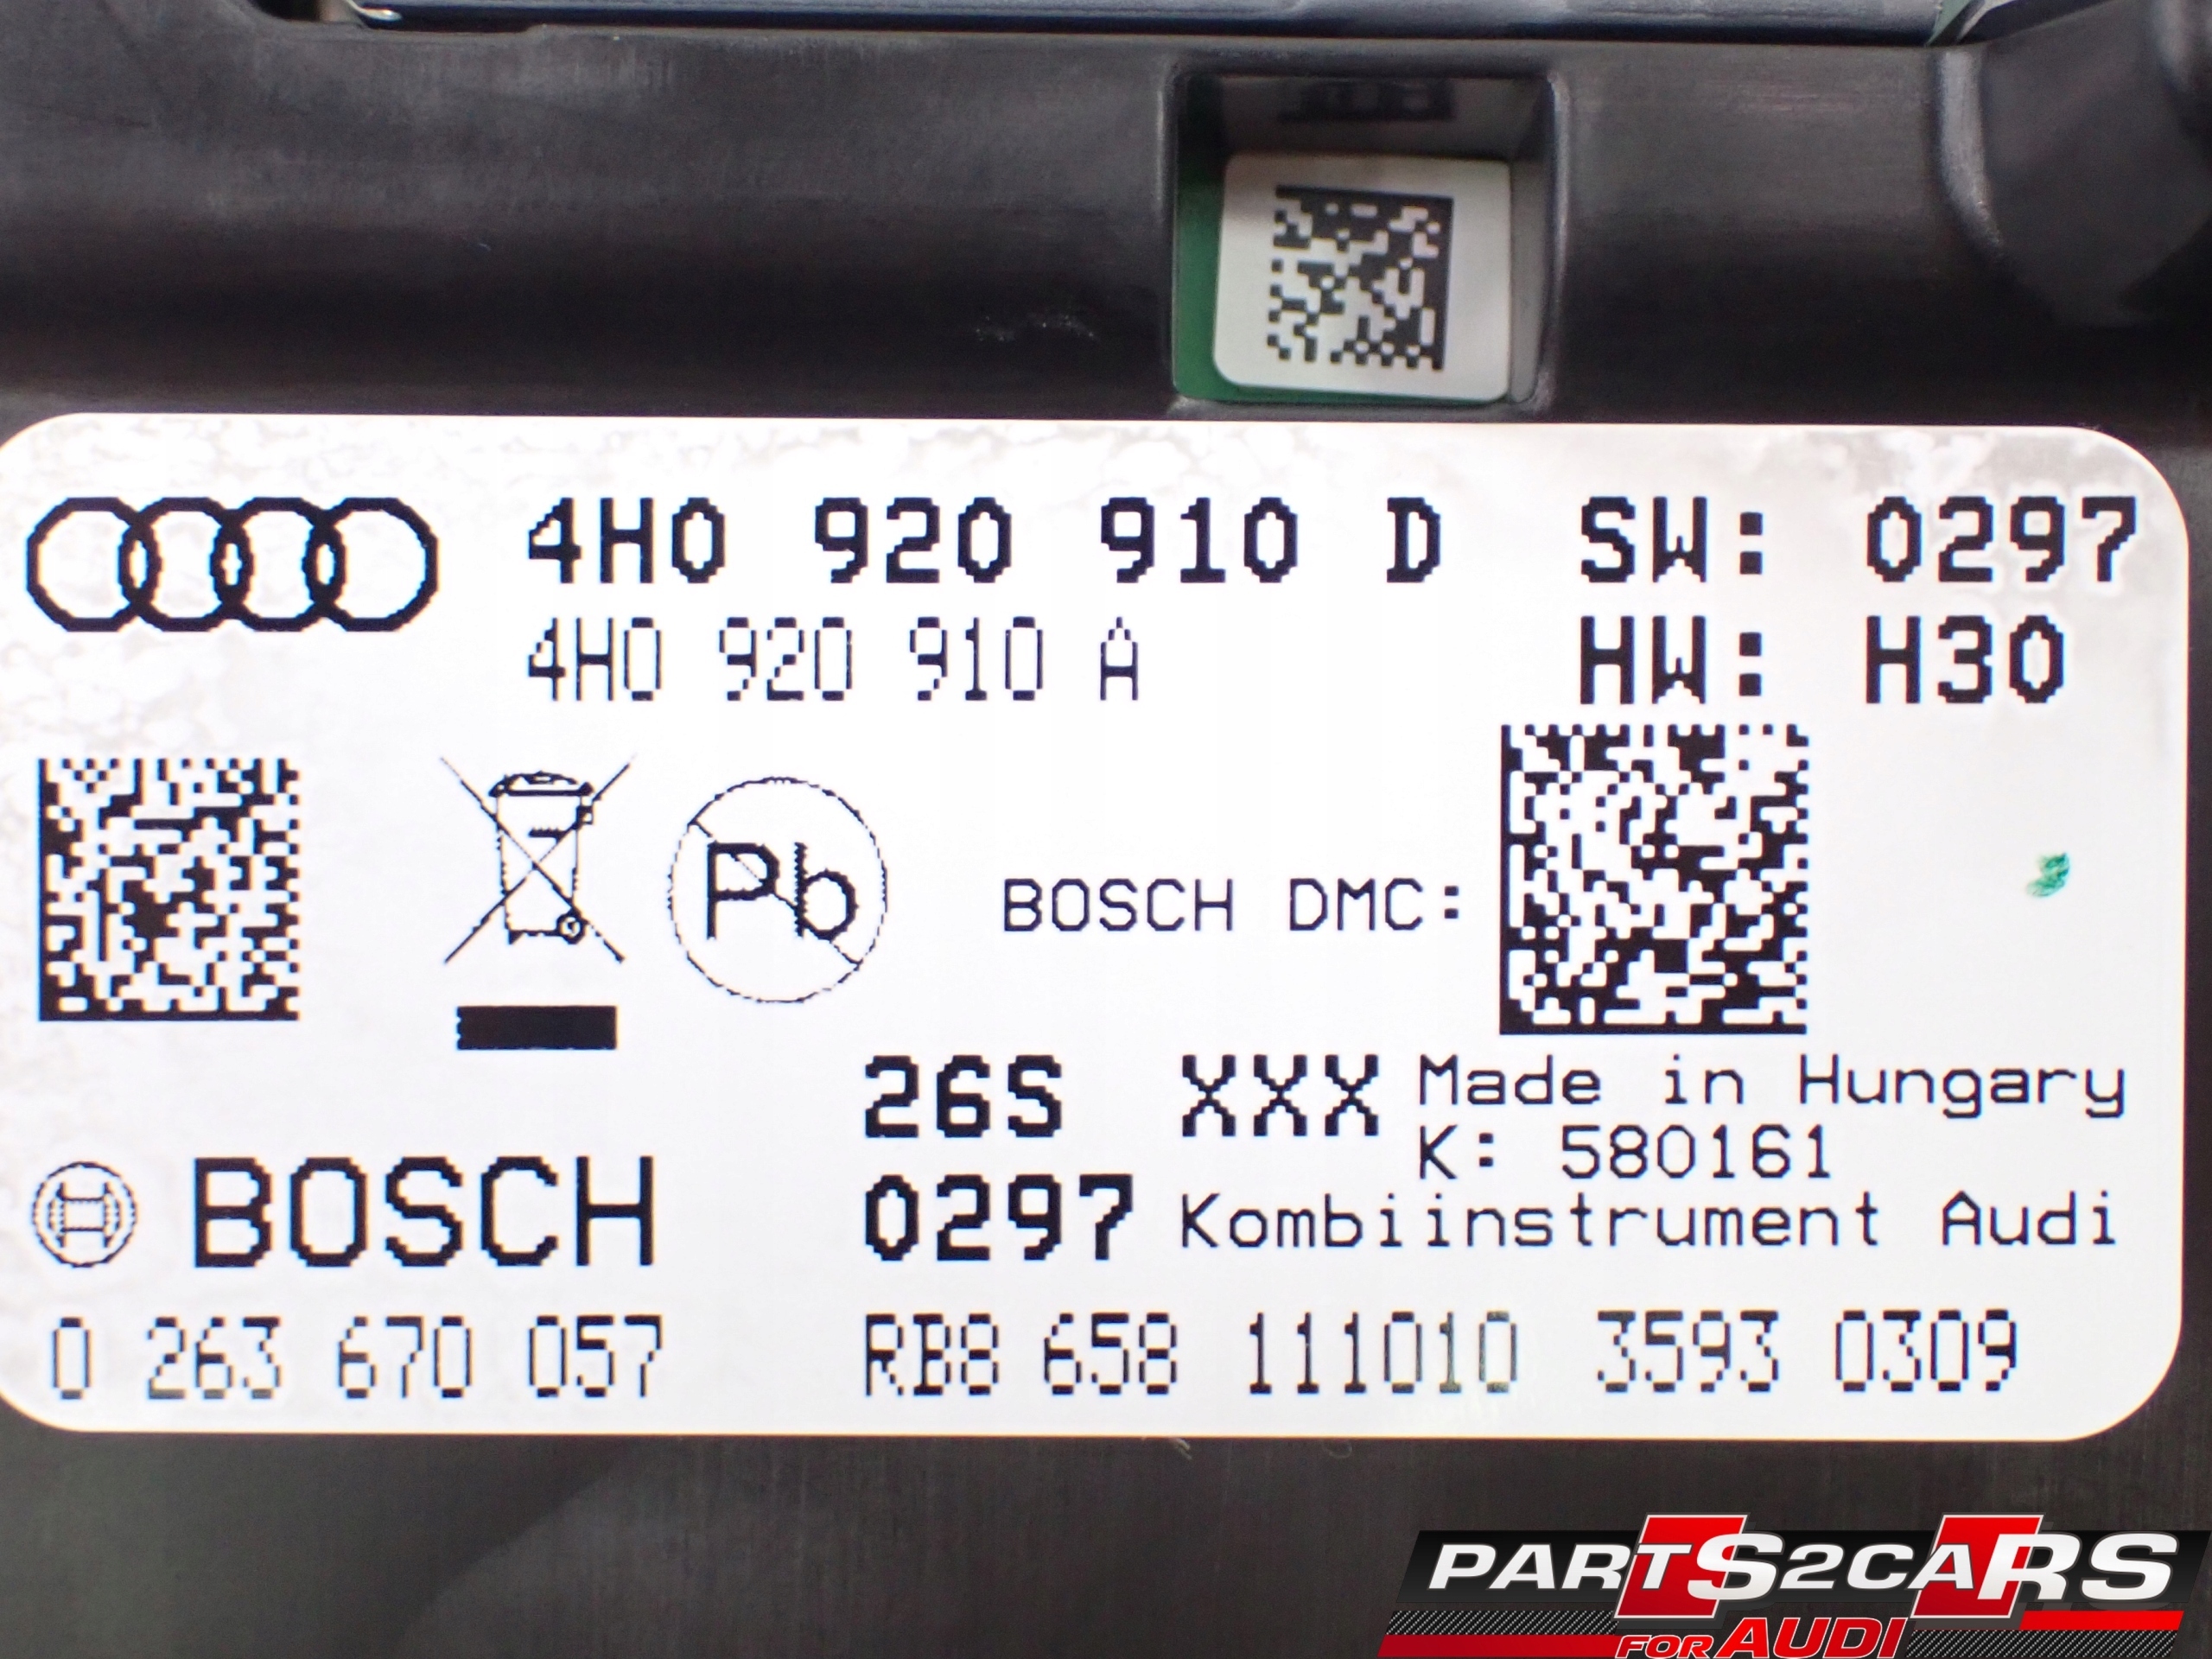 4H0 920 910 D SW: 0297
4H0 920 910 A HW: H30
Pb
BOSCH DMC:
26S XXX Made in Hungary
K: 580161
BOSCH 0297 Kombiinstrument Audi
0 263 670 057 RB8 658 111010 3593 0309
PARTS2CARS
FOR AUDI